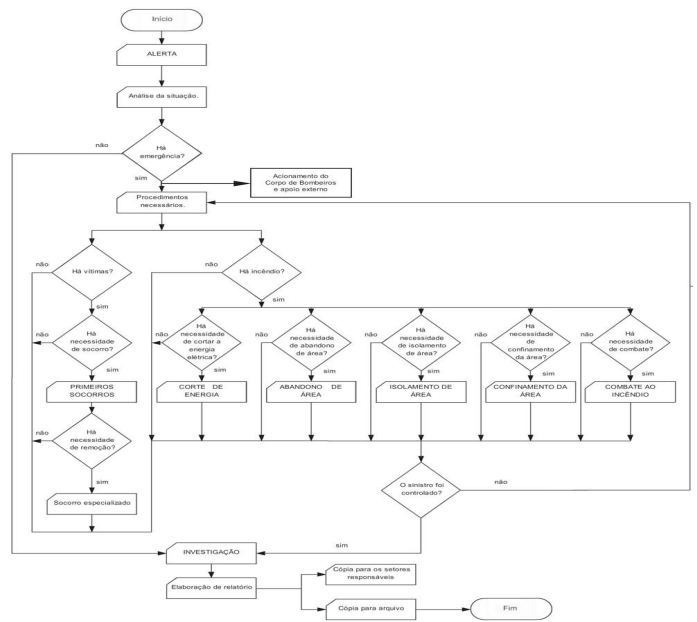 Início
ALERTA
Análise da situação.
não
Há
emergência?
sim
Acionamento do
Corpo de Bombeiros
e apoio externo
Procedimentos
necessários.
não
Há vítimas?
sim
não
Há incêndio?
sim
não
Há
necessidade
de socorro?
sim
não
Há
necessidade
de cortar a
energia
elétrica?
sim
não
Há
necessidade
de abandono
de área?
sim
não
Há
necessidade
de isolamento
de área?
sim
não
Há
necessidade
de
confinamento
da área?
sim
não
Há
necessidade
de combate?
sim
PRIMEIROS
SOCORROS
CORTE DE
ENERGIA
ABANDONO DE
ÁREA
ISOLAMENTO DE
ÁREA
CONFINAMENTO DA
ÁREA
COMBATE AO
INCÊNDIO
não
Há
necessidade
de remoção?
sim
Socorro especializado
O sinistro foi
controlado?
não
sim
INVESTIGAÇÃO
Elaboração de relatório
Cópia para os setores
responsáveis
Cópia para arquivo
Fim